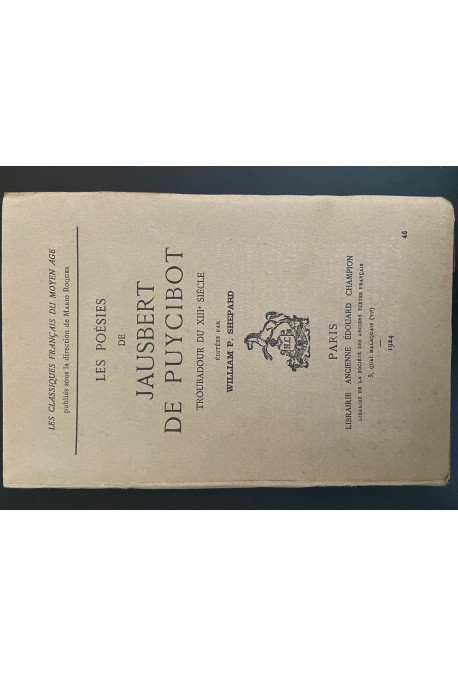 LES CLASSIQUES FRANÇAIS DU MOYEN AGE
publiés sous la direction de Mario Roques
LES POÉSIES
DE
JAUSBERT
DE PUYCIBOT
TROUBADOUR DU XIIIe SIÈCLE
ÉDITÉES PAR
WILLIAM P. SHEPARD
H.C
PARIS
LIBRAIRIE ANCIENNE ÉDOUARD CHAMPION
LIBRAIRE DE LA SOCIÉTÉ DES ANCIENS TEXTES FRANÇAIS
5, QUAI MALAQUAIS (VIe)
1924
46